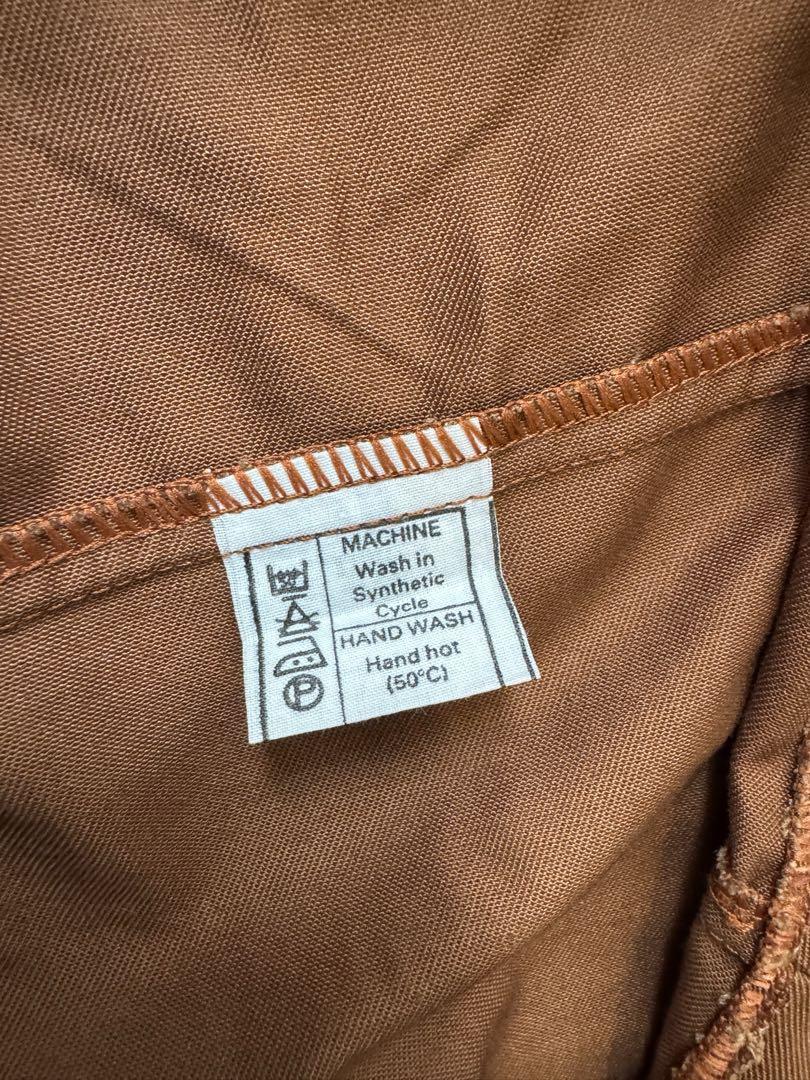 MACHINE
Wash in
Synthetic
Cycle
HAND WASH
Hand hot
(50°C)
P